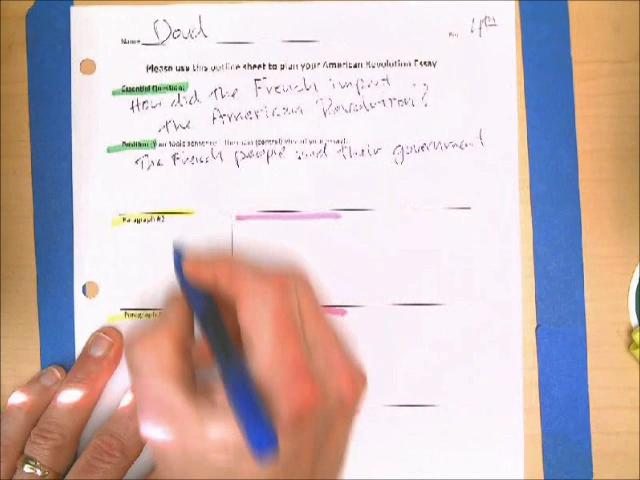 Name David
Please use this outline sheet to plan your American Revolution Essay
Essential Question:
How did the French impact
the American Revolution?
Position
The French people and their government
Paragraph #2
Paragraph